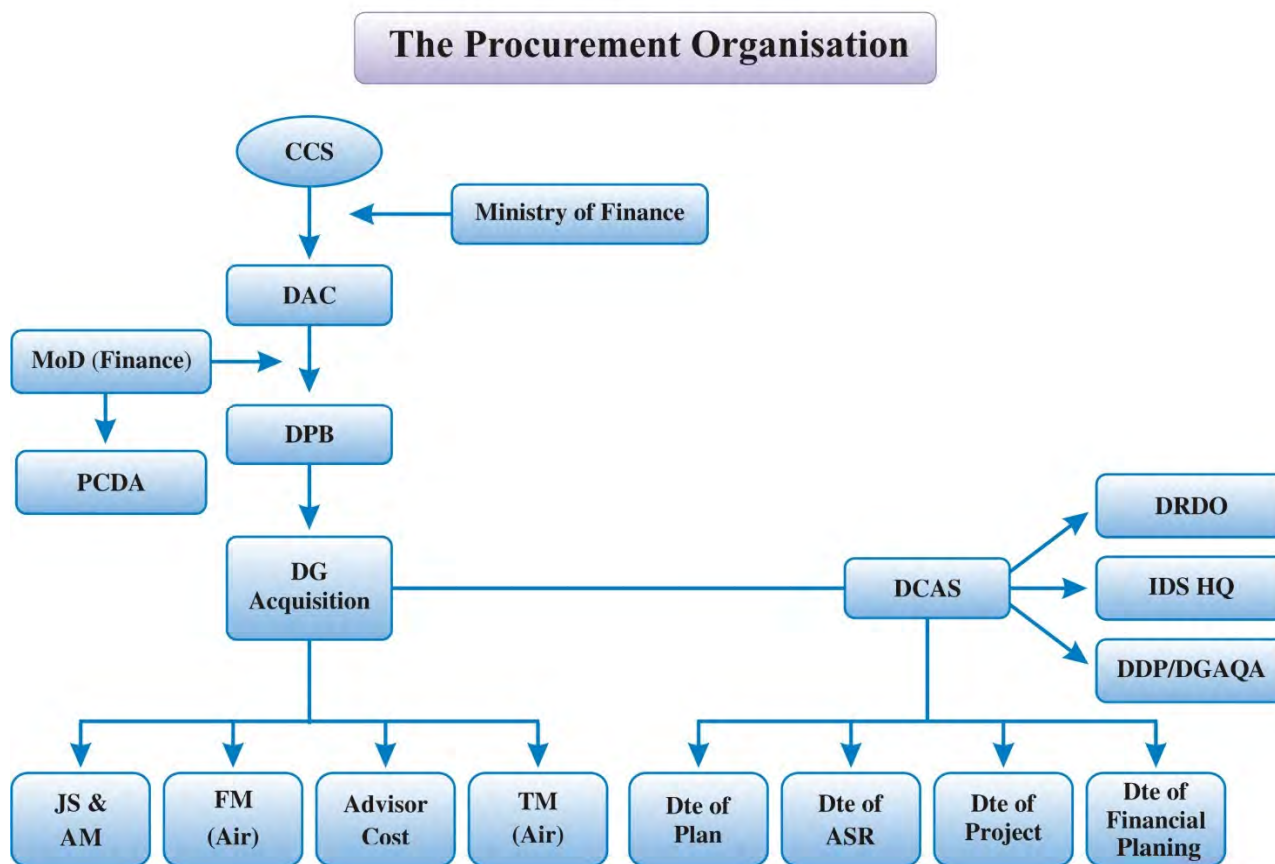 The Procurement Organisation
CCS
Ministry of Finance
DAC
MoD (Finance)
DPB
PCDA
DRDO
DG
Acquisition
DCAS
IDS HQ
DDP/DGAQA
JS &
AM
FM
(Air)
Advisor
Cost
TM
(Air)
Dte of
Plan
Dte of
ASR
Dte of
Project
Dte of
Financial
Planing